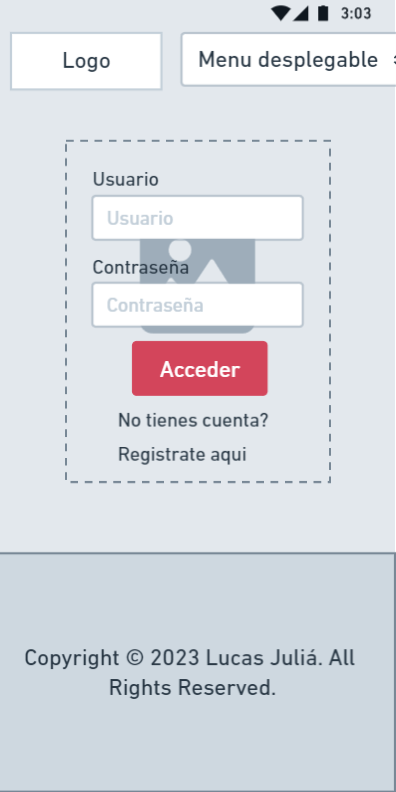 3:03
Logo
Menu desplegable
Usuario
Usuario
Contraseña
Contraseña
Acceder
No tienes cuenta?
Registrate aqui
Copyright © 2023 Lucas Juliá. All
Rights Reserved.